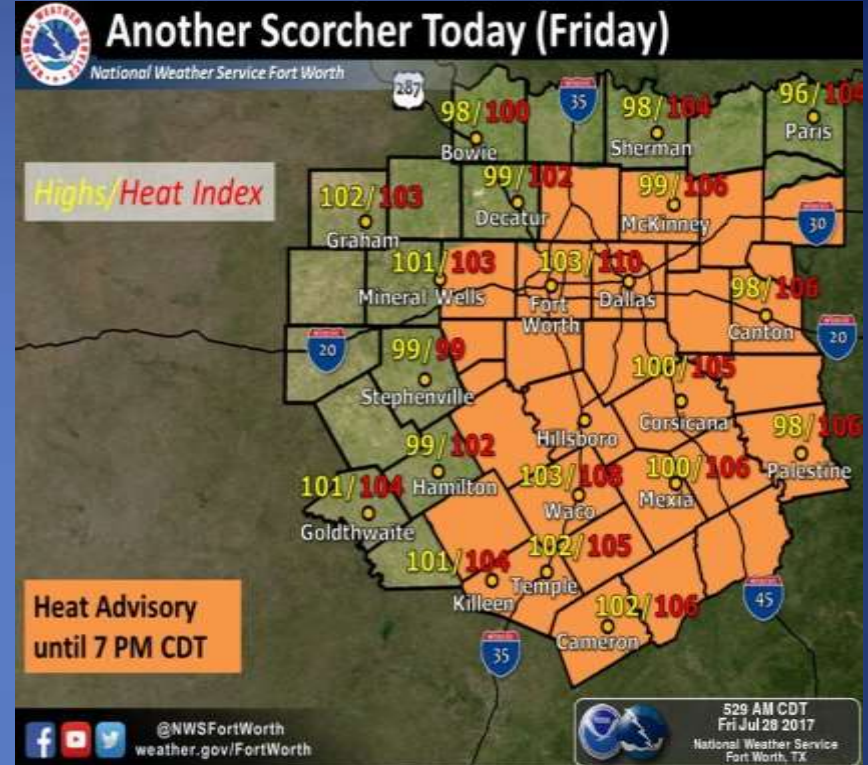 Another Scorcher Today (Friday)
National Weather Service Fort Worth
Highs/Heat Index
287
35
98/100
Bowie
98/104
Sherman
96/104
Paris
102/103
Graham
99/102
Decatur
99/106
McKinney
30
101/103
Mineral Wells
103/110
Fort
Worth
Dallas
98/106
Canton
20
20
99/99
Stephenville
100/105
Corsicana
Hillsboro
99/102
Hamilton
98/106
Palestine
101/104
Goldthwaite
103/108
Waco
100/106
Mexia
101/104
Killeen
102/105
Temple
102/106
Cameron
45
35
Heat Advisory
until 7 PM CDT
@NWSFortWorth
weather.gov/FortWorth
529 AM CDT
Fri Jul 28 2017
National Weather Service
Fort Worth, TX